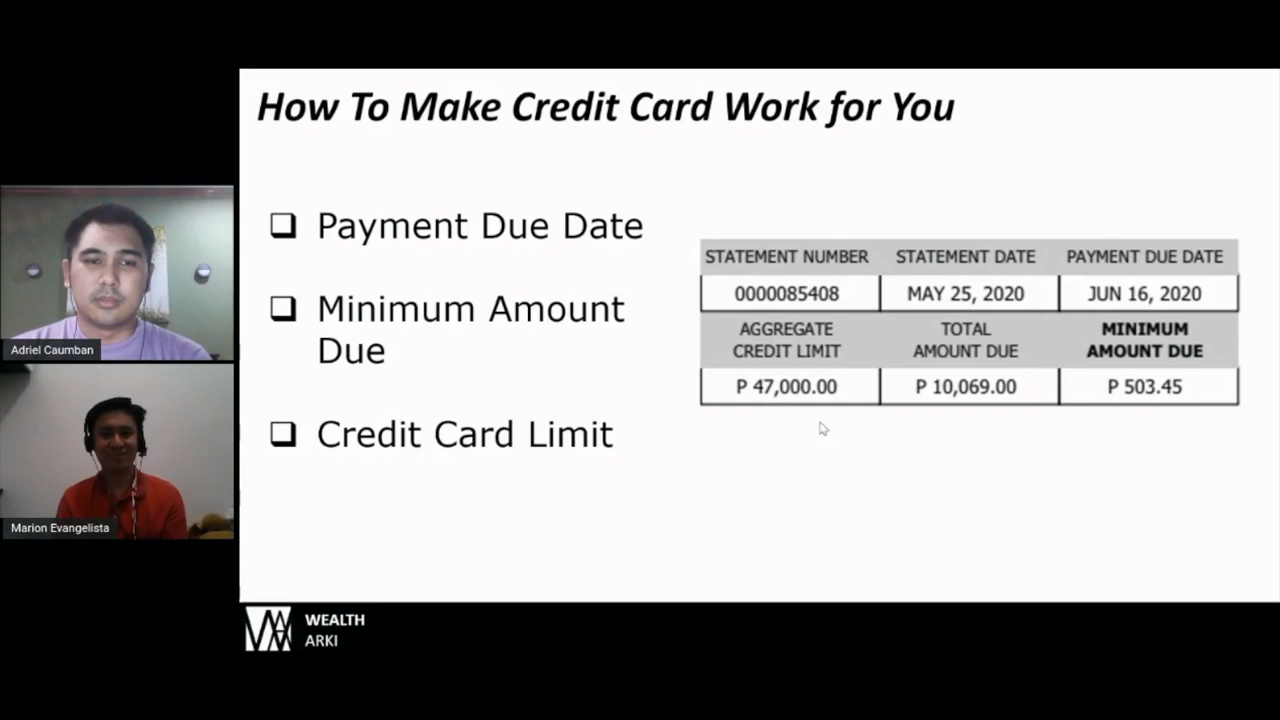 How To Make Credit Card Work for You
❑ Payment Due Date
❑ Minimum Amount
Due
❑ Credit Card Limit
STATEMENT NUMBER STATEMENT DATE PAYMENT DUE DATE
0000085408 MAY 25, 2020 JUN 16, 2020
AGGREGATE CREDIT LIMIT TOTAL AMOUNT DUE MINIMUM AMOUNT DUE
P 47,000.00 P 10,069.00 P 503.45
Adriel Caumban
Marion Evangelista
WEALTH
ARKI